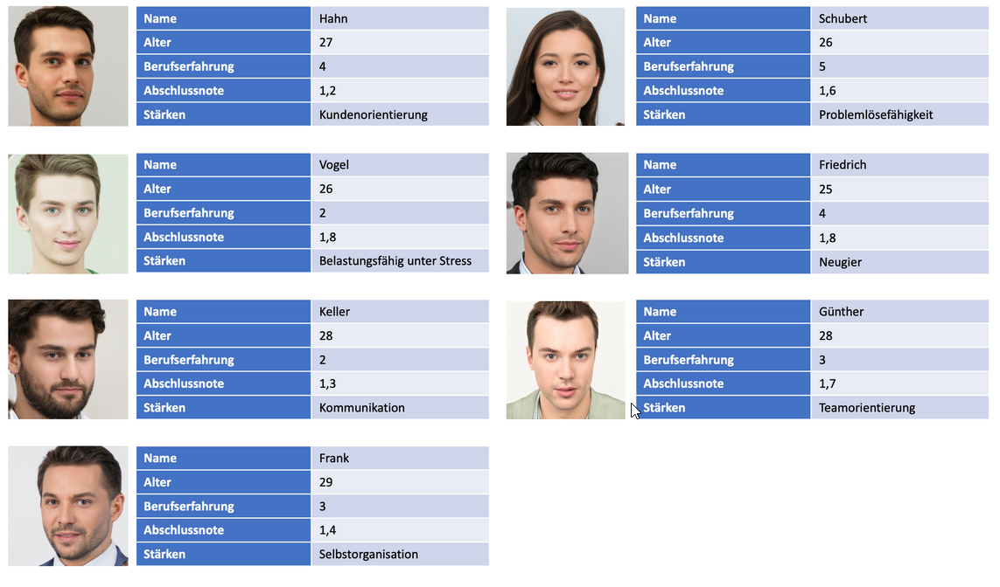 Name Hahn
Alter 27
Berufserfahrung 4
Abschlussnote 1,2
Stärken Kundenorientierung
Name Schubert
Alter 26
Berufserfahrung 5
Abschlussnote 1,6
Stärken Problemlösefähigkeit
Name Vogel
Alter 26
Berufserfahrung 2
Abschlussnote 1,8
Stärken Belastungsfähig unter Stress
Name Friedrich
Alter 25
Berufserfahrung 4
Abschlussnote 1,8
Stärken Neugier
Name Keller
Alter 28
Berufserfahrung 2
Abschlussnote 1,3
Stärken Kommunikation
Name Günther
Alter 28
Berufserfahrung 3
Abschlussnote 1,7
Stärken Teamorientierung
Name Frank
Alter 29
Berufserfahrung 3
Abschlussnote 1,4
Stärken Selbstorganisation